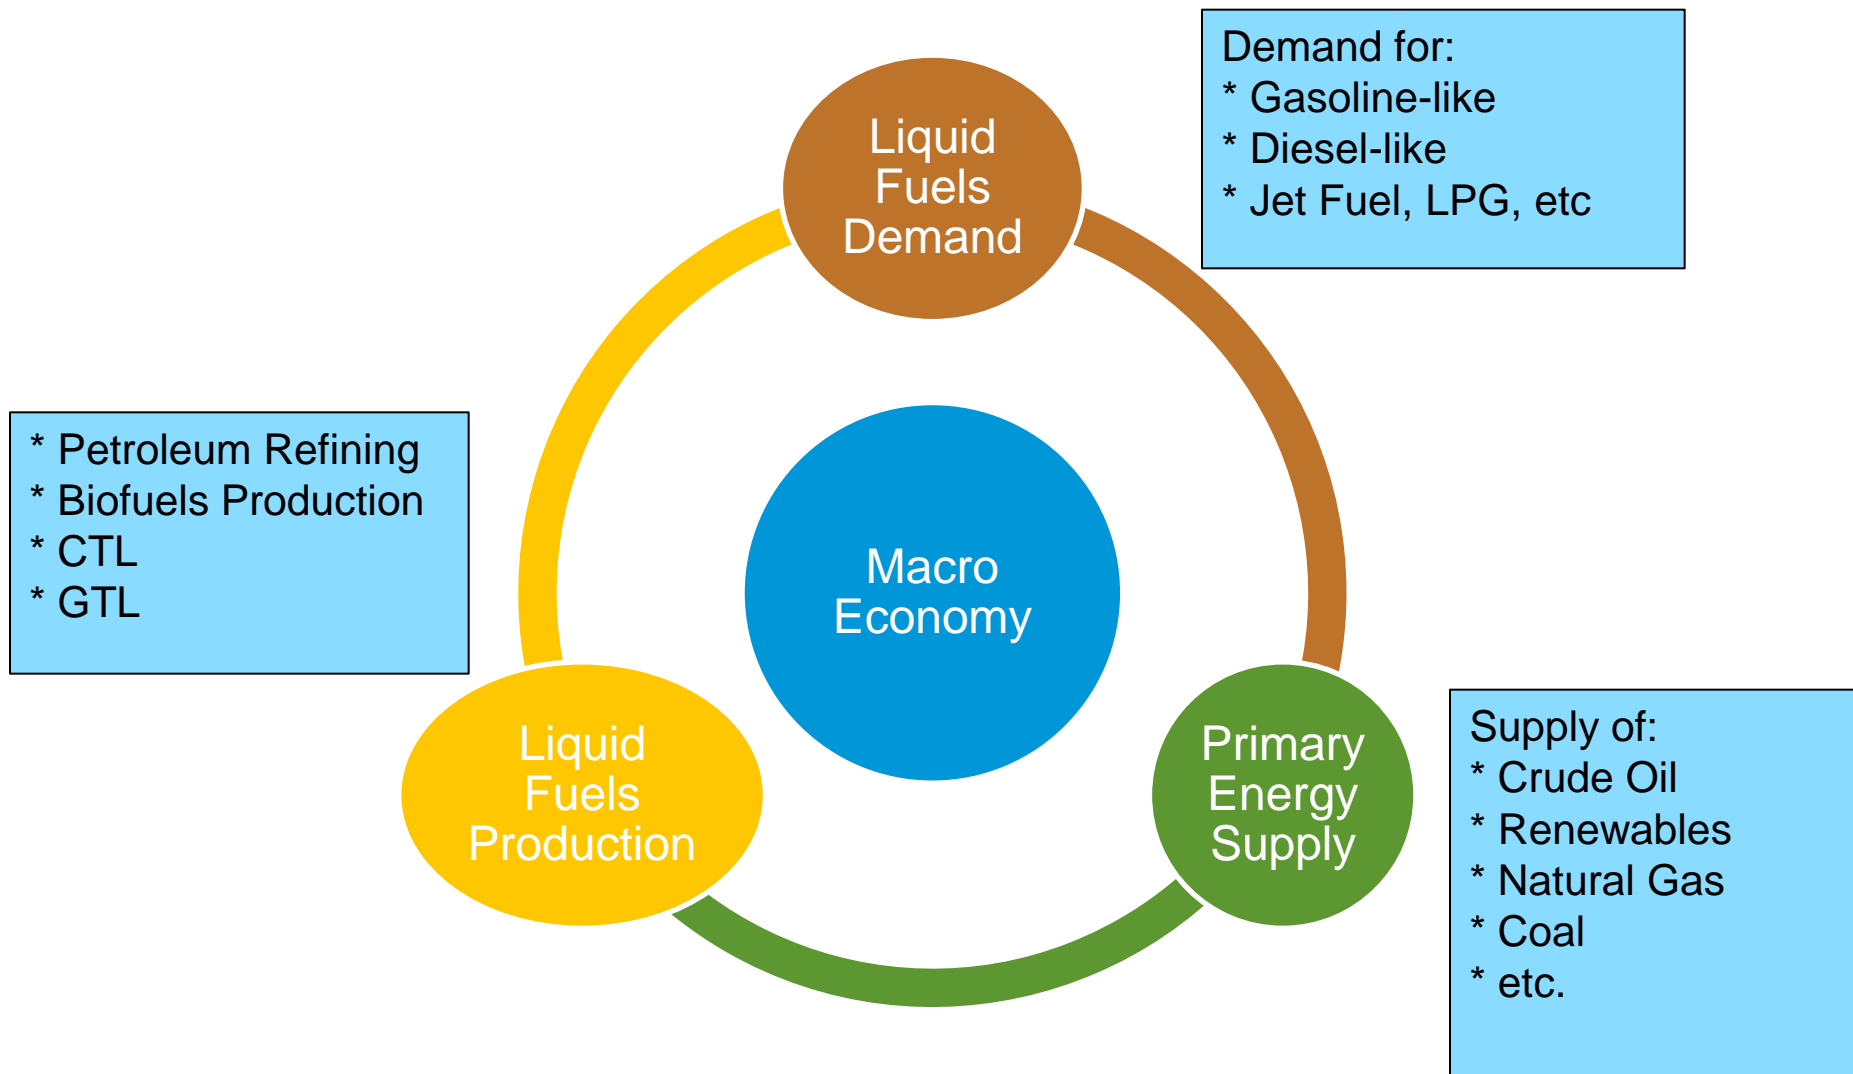 Demand for:
* Gasoline-like
* Diesel-like
* Jet Fuel, LPG, etc
Liquid
Fuels
Demand
* Petroleum Refining
* Biofuels Production
* CTL
* GTL
Macro
Economy
Liquid
Fuels
Production
Primary
Energy
Supply
Supply of:
* Crude Oil
* Renewables
* Natural Gas
* Coal
* etc.